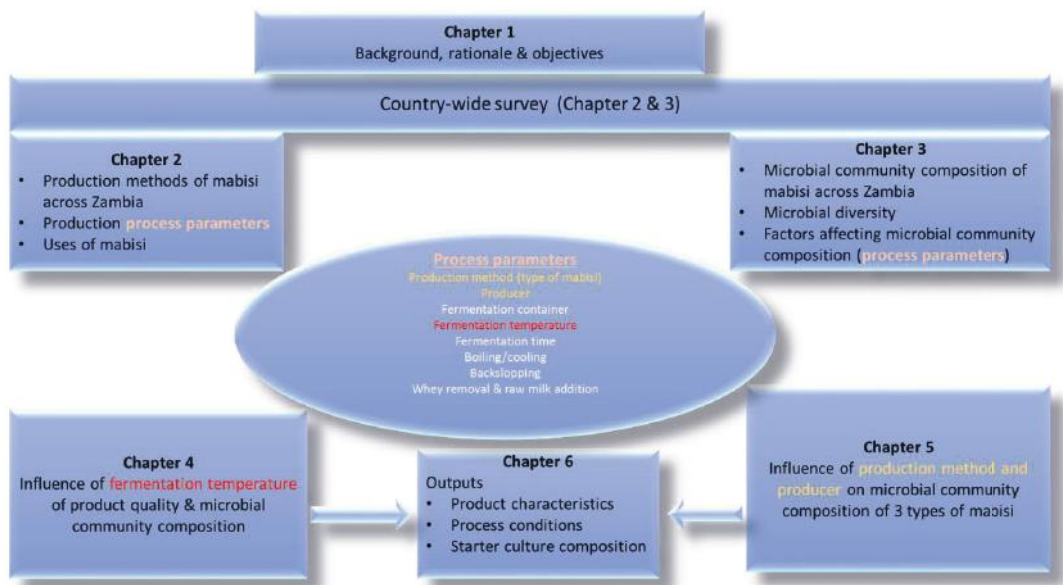 Chapter 1
Background, rationale & objectives
Country-wide survey (Chapter 2 & 3)
Chapter 2
• Production methods of mabisi
across Zambia
• Production process parameters
• Uses of mabisi
Chapter 3
• Microbial community composition of
mabisi across Zambia
• Microbial diversity
• Factors affecting microbial community
composition (process parameters)
Process parameters
Production method (type of mabisi)
Producer
Fermentation container
Fermentation temperature
Fermentation time
Boiling/cooling
Backslopping
Whey removal & raw milk addition
Chapter 4
Influence of fermentation temperature
of product quality & microbial
community composition
Chapter 6
Outputs
• Product characteristics
• Process conditions
• Starter culture composition
Chapter 5
Influence of production method and
producer on microbial community
composition of 3 types of mabisi